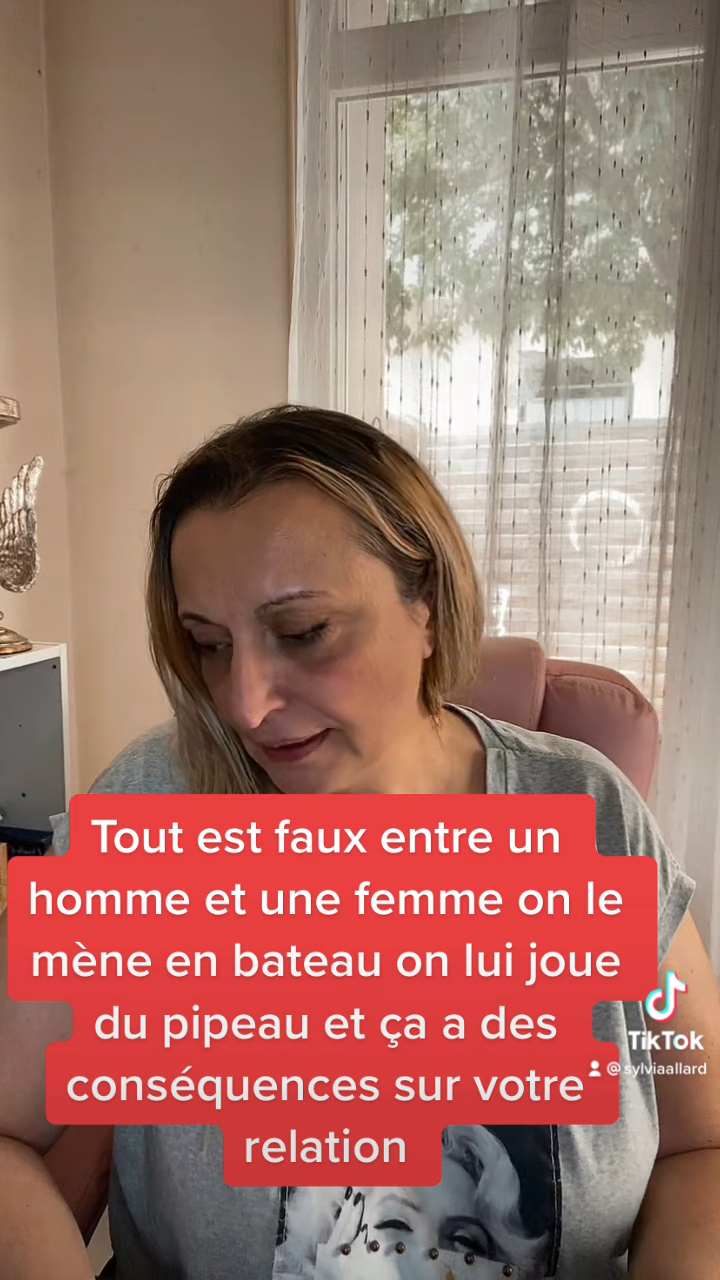 Tout est faux entre un
homme et une femme on le
mène en bateau on lui joue
du pipeau et ça a des
conséquences sur votre
relation
TikTok
@sylviaallard